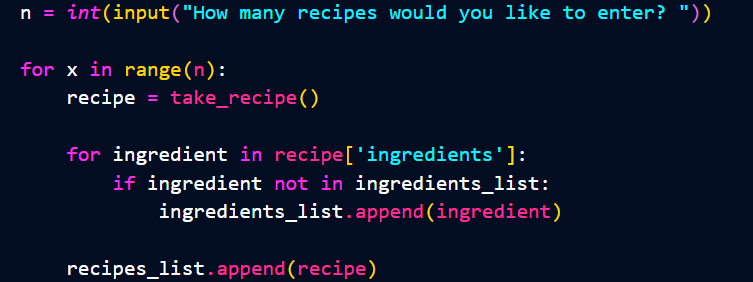 n = int(input("How many recipes would you like to enter? "))
for x in range(n):
    recipe = take_recipe()
    for ingredient in recipe['ingredients']:
        if ingredient not in ingredients_list:
            ingredients_list.append(ingredient)
    recipes_list.append(recipe)